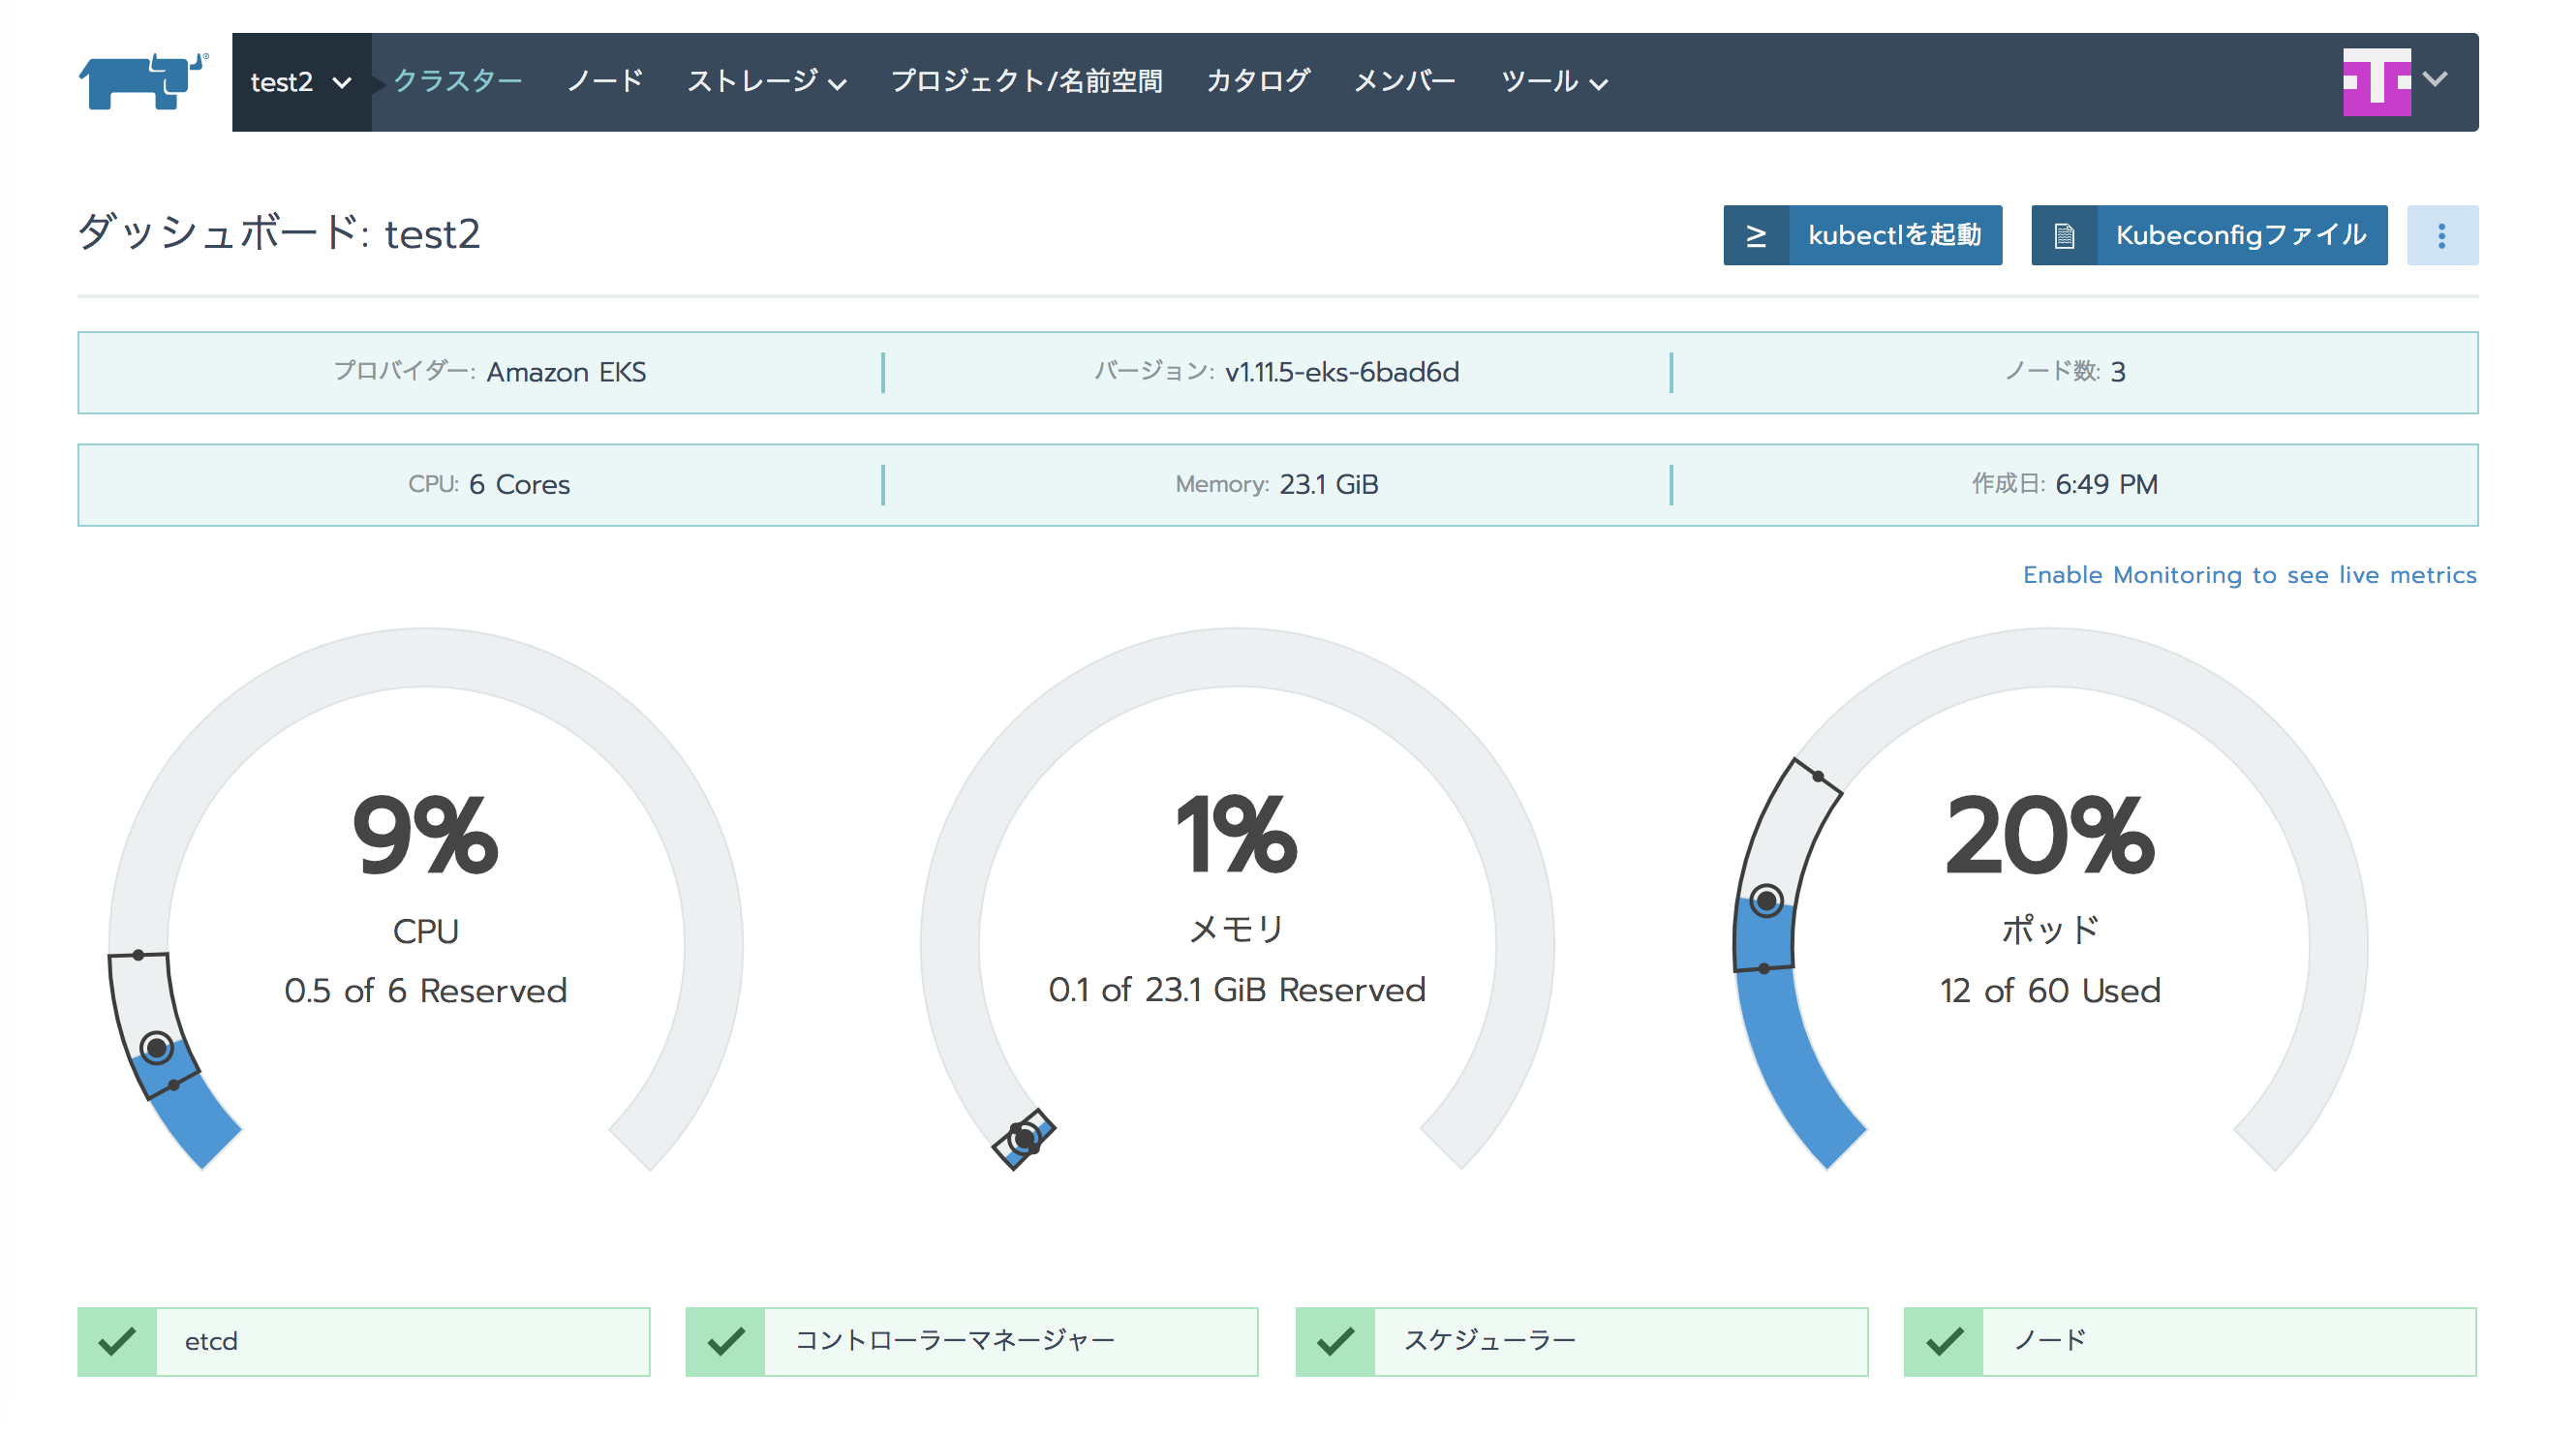 test2 クラスター ノード ストレージ プロジェクト/名前空間 カタログ メンバー ツール
ダッシュボード: test2
kubectlを起動 Kubeconfigファイル
プロバイダー: Amazon EKS バージョン: v1.11.5-eks-6bad6d ノード数: 3
CPU: 6 Cores Memory: 23.1 GiB 作成日: 6:49 PM
Enable Monitoring to see live metrics
9%
CPU
0.5 of 6 Reserved
1%
メモリ
0.1 of 23.1 GiB Reserved
20%
ポッド
12 of 60 Used
etcd コントローラーマネージャー スケジューラー ノード